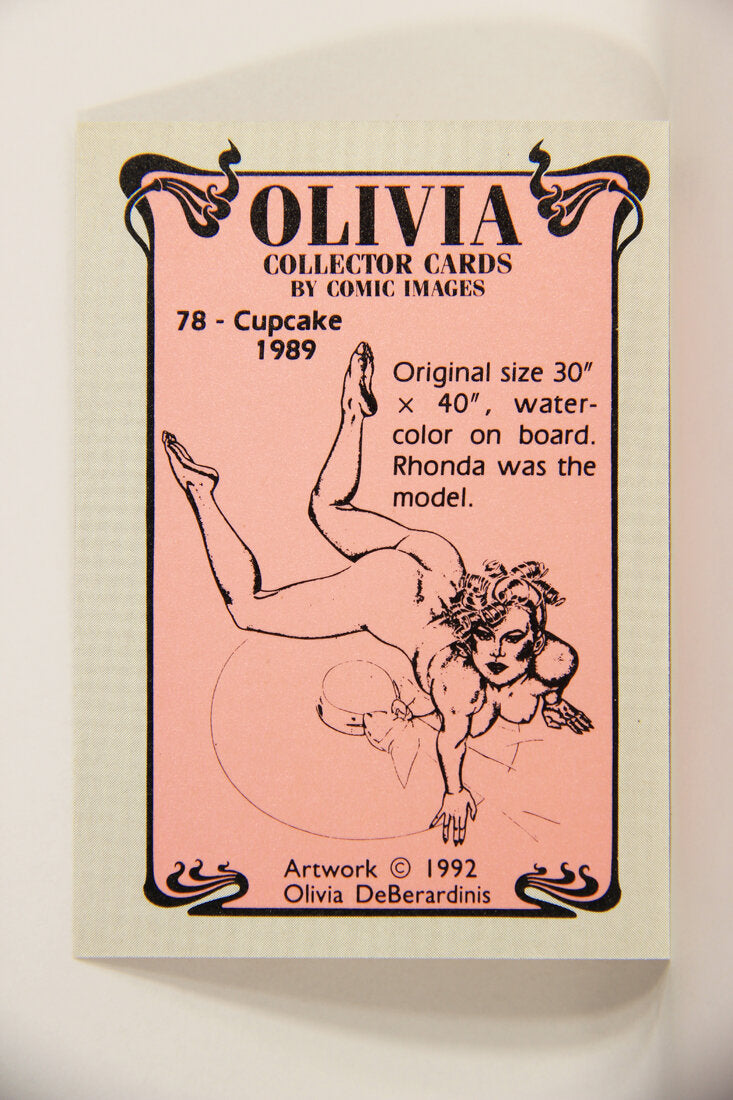 OLIVIA
COLLECTOR CARDS
BY COMIC IMAGES
78 - Cupcake
1989
Original size 30"
× 40", water-
color on board.
Rhonda was the
model.
Artwork © 1992
Olivia DeBerardinis